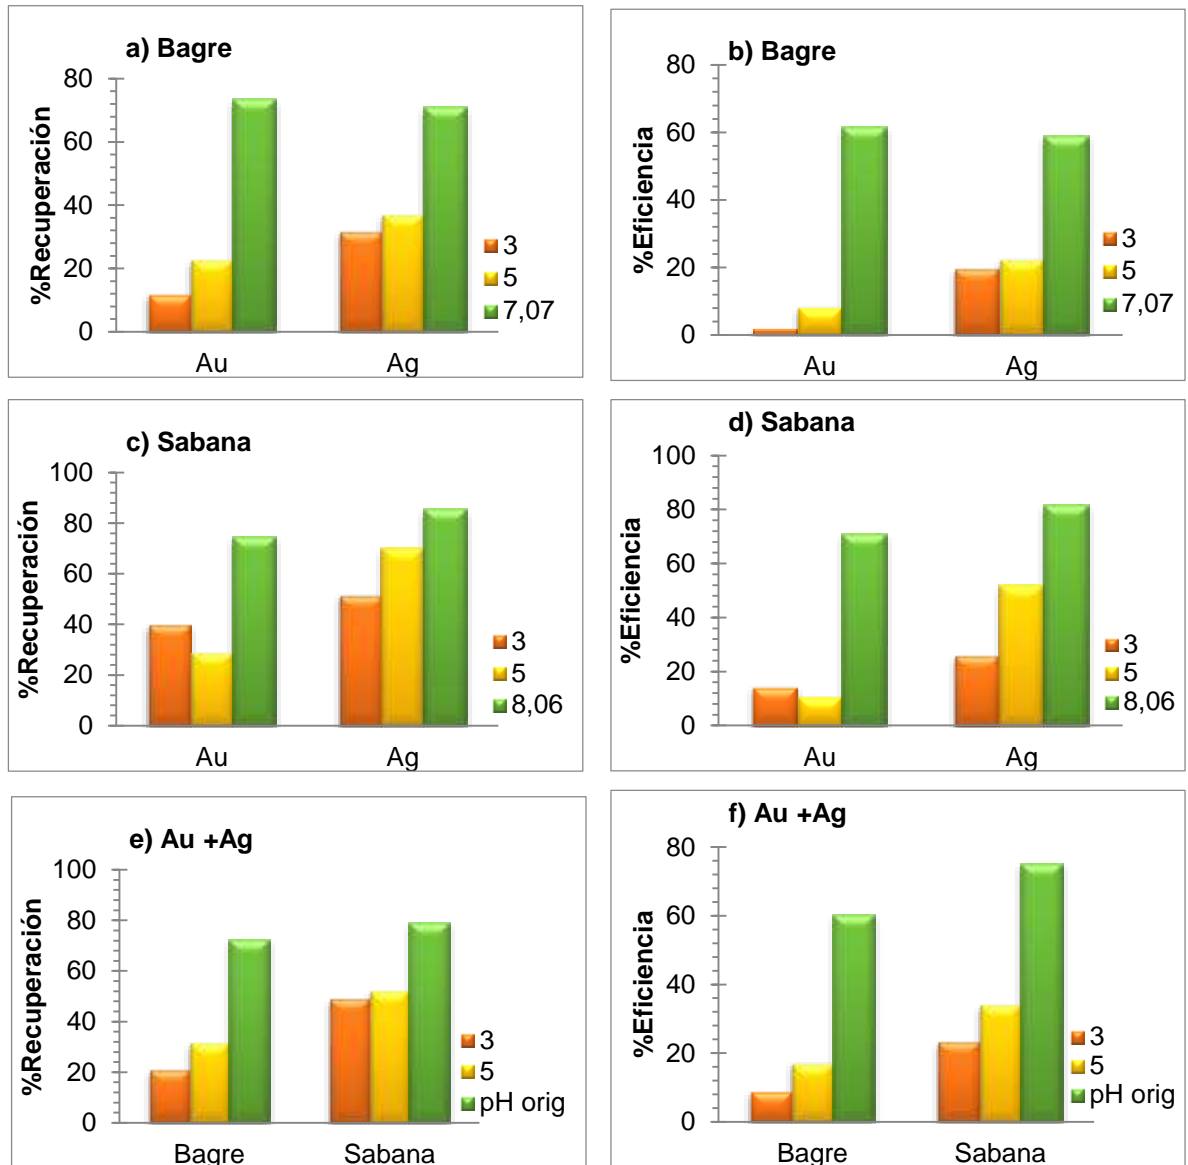 a) Bagre
%Recuperación
80
60
40
20
0
Au
Ag
3
5
7,07
b) Bagre
%Eficiencia
80
60
40
20
0
Au
Ag
3
5
7,07
c) Sabana
%Recuperación
100
80
60
40
20
0
Au
Ag
3
5
8,06
d) Sabana
%Eficiencia
100
80
60
40
20
0
Au
Ag
3
5
8,06
e) Au +Ag
%Recuperación
100
80
60
40
20
0
Bagre
Sabana
3
5
pH orig
f) Au +Ag
%Eficiencia
80
60
40
20
0
Bagre
Sabana
3
5
pH orig